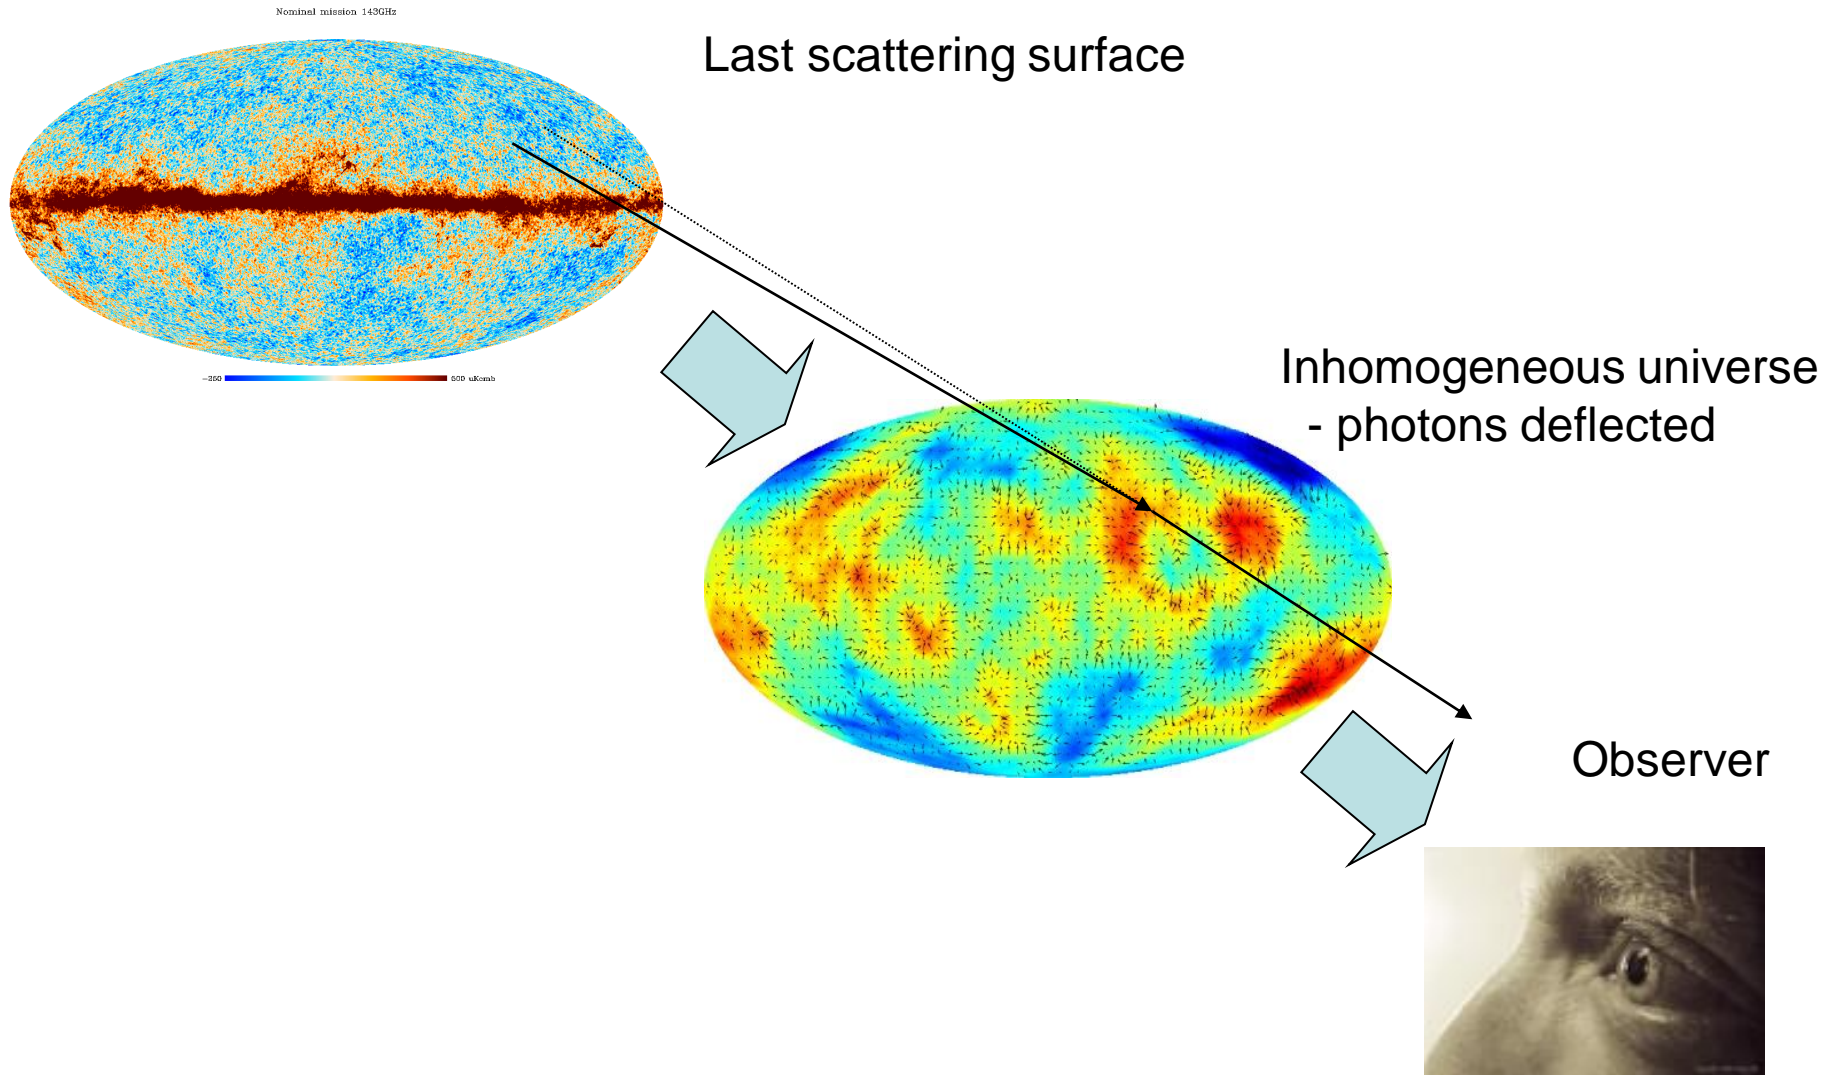 Nominal mission 143GHz
Last scattering surface
-250 500 uKcmb
Inhomogeneous universe
- photons deflected
Observer